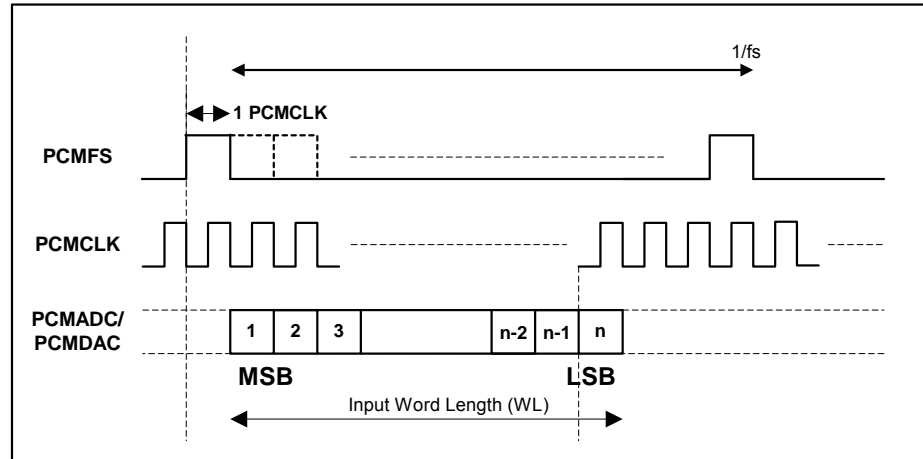 1/fs
1 PCMCLK
PCMFS
PCMCLK
PCMADC/
PCMDAC
1 2 3 n-2 n-1 n
MSB LSB
Input Word Length (WL)